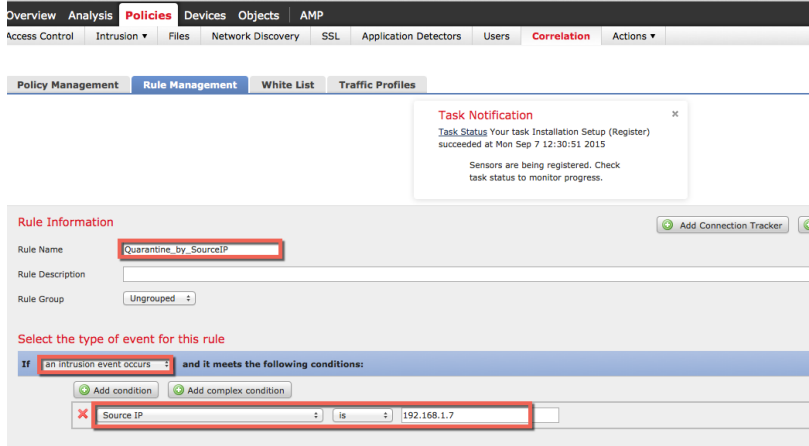 Overview Analysis Policies Devices Objects AMP
Access Control Intrusion ▾ Files Network Discovery SSL Application Detectors Users Correlation Actions ▾
Policy Management Rule Management White List Traffic Profiles
Task Notification
Task Status Your task Installation Setup (Register)
succeeded at Mon Sep 7 12:30:51 2015
Sensors are being registered. Check
task status to monitor progress.
Rule Information
Add Connection Tracker
Rule Name Quarantine_by_SourceIP
Rule Description
Rule Group Ungrouped
Select the type of event for this rule
If an intrusion event occurs and it meets the following conditions:
Add condition Add complex condition
Source IP is 192.168.1.7